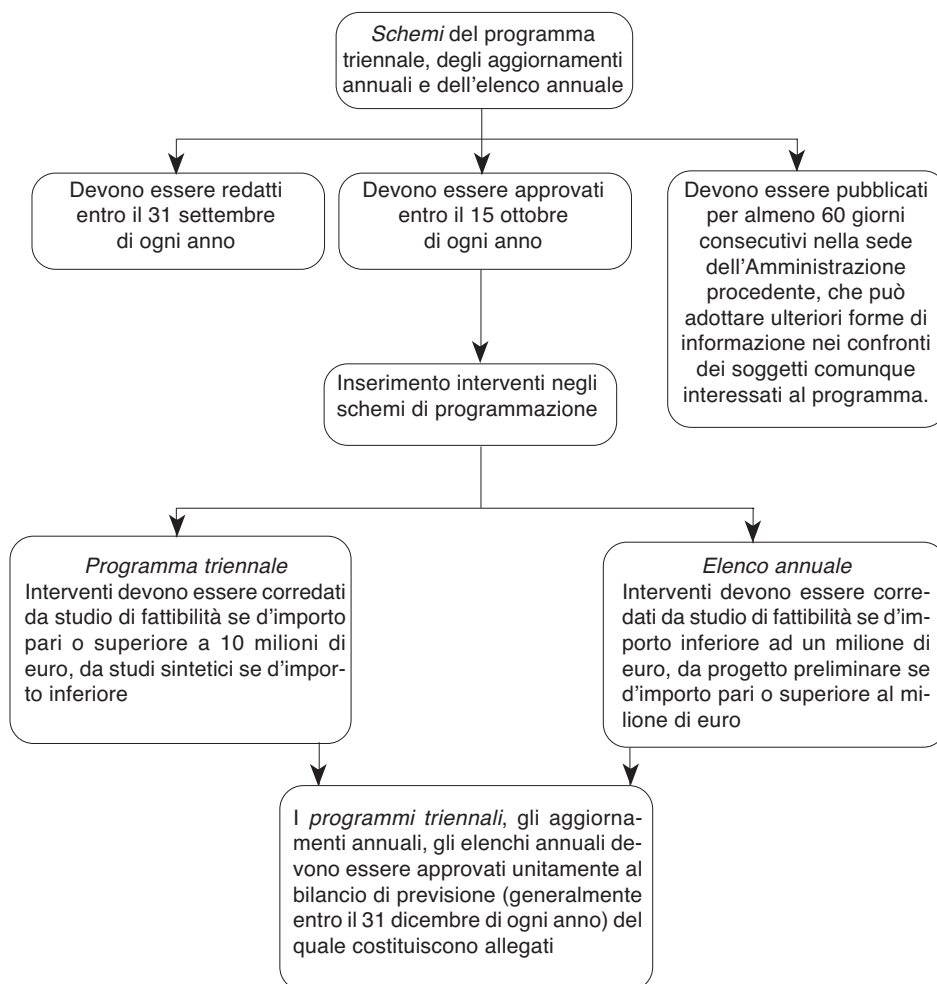 Schemi del programma
triennale, degli aggiornamenti
annuali e dell'elenco annuale
Devono essere redatti
entro il 31 settembre
di ogni anno
Devono essere approvati
entro il 15 ottobre
di ogni anno
Devono essere pubblicati
per almeno 60 giorni
consecutivi nella sede
dell'Amministrazione
procedente, che può
adottare ulteriori forme di
informazione nei confronti
dei soggetti comunque
interessati al programma.
Inserimento interventi negli
schemi di programmazione
Programma triennale
Interventi devono essere corredati
da studio di fattibilità se d'importo
pari o superiore a 10 milioni di
euro, da studi sintetici se d'impor-
to inferiore
Elenco annuale
Interventi devono essere corre-
dati da studio di fattibilità se d'im-
porto inferiore ad un milione di
euro, da progetto preliminare se
d'importo pari o superiore al mi-
lione di euro
I programmi triennali, gli aggiorna-
menti annuali, gli elenchi annuali de-
vono essere approvati unitamente al
bilancio di previsione (generalmente
entro il 31 dicembre di ogni anno) del
quale costituiscono allegati